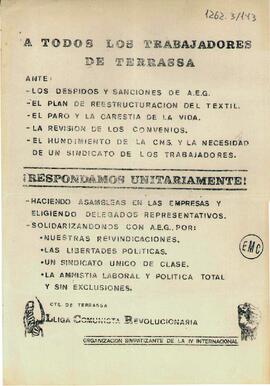 1262.3/113
A TODOS LOS TRABAJADORES
DE TERRASSA
ANTE:
-LOS DESPIDOS Y SANCIONES DE A.E.G.
-EL PLAN DE REESTRUCTURACION DEL TEXTIL.
-EL PARO Y LA CARESTIA DE LA VIDA.
-LA REVISION DE LOS CONVENIOS.
-EL HUNDIMIENTO DE LA CNS. Y LA NECESIDAD
DE UN SINDICATO DE LOS TRABAJADORES.
¡RESPONDAMOS UNITARIAMENTE!
-HACIENDO ASAMBLEAS EN LAS EMPRESAS Y
ELIGIENDO DELEGADOS REPRESENTATIVOS.
-SOLIDARIZANDONOS CON A.E.G. POR:
•NUESTRAS REIVINDICACIONES.
•LAS LIBERTADES POLITICAS.
•UN SINDICATO UNICO DE CLASE.
•LA AMNISTIA LABORAL Y POLITICA TOTAL
Y SIN EXCLUSIONES.
EMC
CTE. DE TERRASSA
LLIGA COMUNISTA REVOLUCIONARIA
ORGANIZACION SIMPATIZANTE DE LA IV INTERNACIONAL